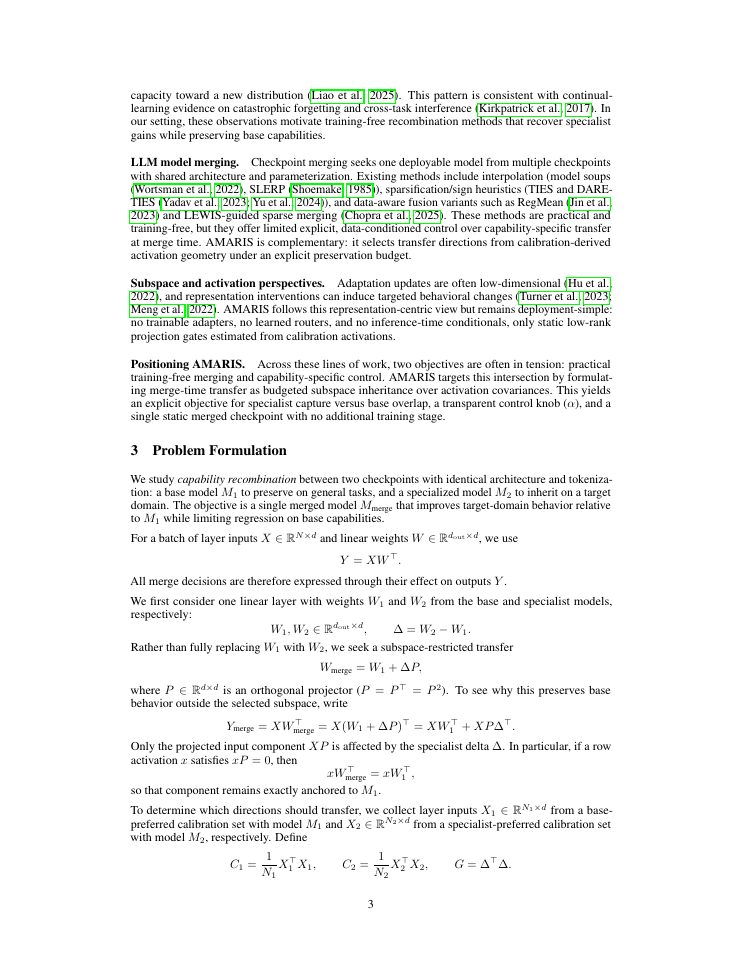 capacity toward a new distribution (Liao et al., 2025). This pattern is consistent with continual-
learning evidence on catastrophic forgetting and cross-task interference (Kirkpatrick et al., 2017). In
our setting, these observations motivate training-free recombination methods that recover specialist
gains while preserving base capabilities.
LLM model merging. Checkpoint merging seeks one deployable model from multiple checkpoints
with shared architecture and parameterization. Existing methods include interpolation (model soups
(Wortsman et al., 2022), SLERP (Shoemake, 1985)), sparsification/sign heuristics (TIES and DARE-
TIES (Yadav et al., 2023; Yu et al., 2024)), and data-aware fusion variants such as RegMean (Jin et al.,
2023) and LEWIS-guided sparse merging (Chopra et al., 2025). These methods are practical and
training-free, but they offer limited explicit, data-conditioned control over capability-specific transfer
at merge time. AMARIS is complementary: it selects transfer directions from calibration-derived
activation geometry under an explicit preservation budget.
Subspace and activation perspectives. Adaptation updates are often low-dimensional (Hu et al.,
2022), and representation interventions can induce targeted behavioral changes (Turner et al., 2023;
Meng et al., 2022). AMARIS follows this representation-centric view but remains deployment-simple:
no trainable adapters, no learned routers, and no inference-time conditionals, only static low-rank
projection gates estimated from calibration activations.
Positioning AMARIS. Across these lines of work, two objectives are often in tension: practical
training-free merging and capability-specific control. AMARIS targets this intersection by formulat-
ing merge-time transfer as budgeted subspace inheritance over activation covariances. This yields
an explicit objective for specialist capture versus base overlap, a transparent control knob (α), and a
single static merged checkpoint with no additional training stage.
3 Problem Formulation
We study capability recombination between two checkpoints with identical architecture and tokeniza-
tion: a base model M₁ to preserve on general tasks, and a specialized model M₂ to inherit on a target
domain. The objective is a single merged model M_merge that improves target-domain behavior relative
to M₁ while limiting regression on base capabilities.
For a batch of layer inputs X ∈ ℝ^{N×d} and linear weights W ∈ ℝ^{d_out×d}, we use
Y = XW^⊤.
All merge decisions are therefore expressed through their effect on outputs Y.
We first consider one linear layer with weights W₁ and W₂ from the base and specialist models,
respectively:
W₁, W₂ ∈ ℝ^{d_out×d}, Δ = W₂ − W₁.
Rather than fully replacing W₁ with W₂, we seek a subspace-restricted transfer
W_merge = W₁ + ΔP,
where P ∈ ℝ^{d×d} is an orthogonal projector (P = P^⊤ = P²). To see why this preserves base
behavior outside the selected subspace, write
Y_merge = XW_merge^⊤ = X(W₁ + ΔP)^⊤ = XW₁^⊤ + XPΔ^⊤.
Only the projected input component XP is affected by the specialist delta Δ. In particular, if a row
activation x satisfies xP = 0, then
xW_merge^⊤ = xW₁^⊤,
so that component remains exactly anchored to M₁.
To determine which directions should transfer, we collect layer inputs X₁ ∈ ℝ^{N₁×d} from a base-
preferred calibration set with model M₁ and X₂ ∈ ℝ^{N₂×d} from a specialist-preferred calibration set
with model M₂, respectively. Define
C₁ = \frac{1}{N₁} X₁^⊤X₁, C₂ = \frac{1}{N₂} X₂^⊤X₂, G = Δ^⊤Δ.
3